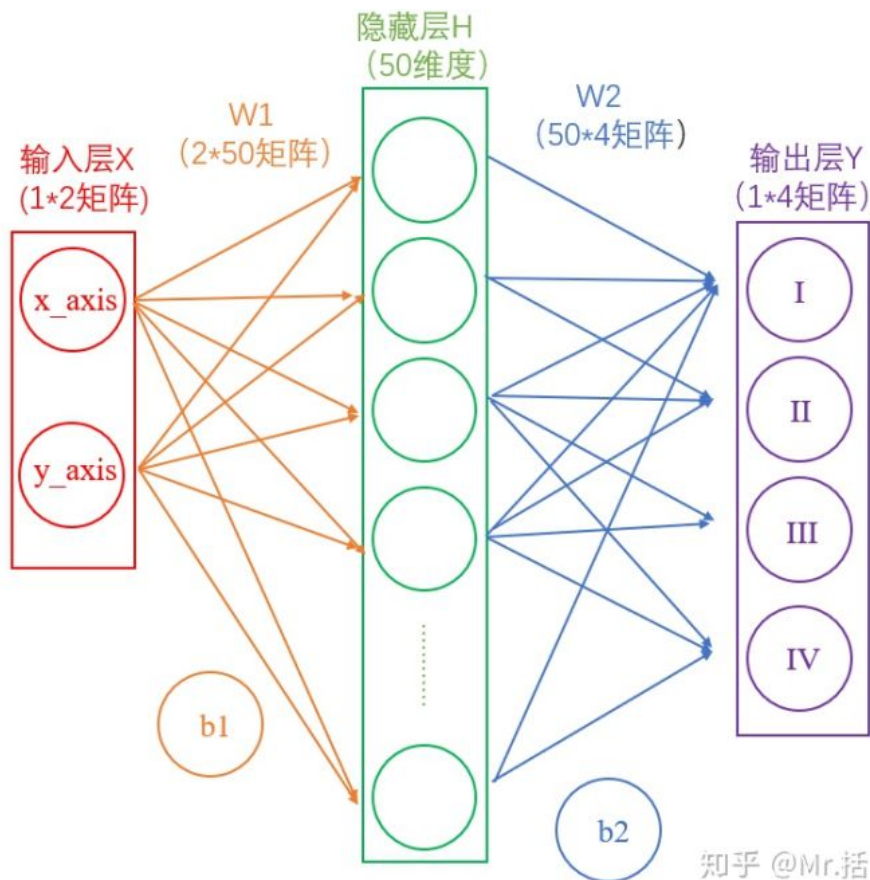 隐藏层H
（50维度）
W1
（2*50矩阵）
W2
（50*4矩阵）
输入层X
(1*2矩阵)
输出层Y
（1*4矩阵）
x_axis
y_axis
I
II
III
IV
b1
b2
知乎 @Mr.括